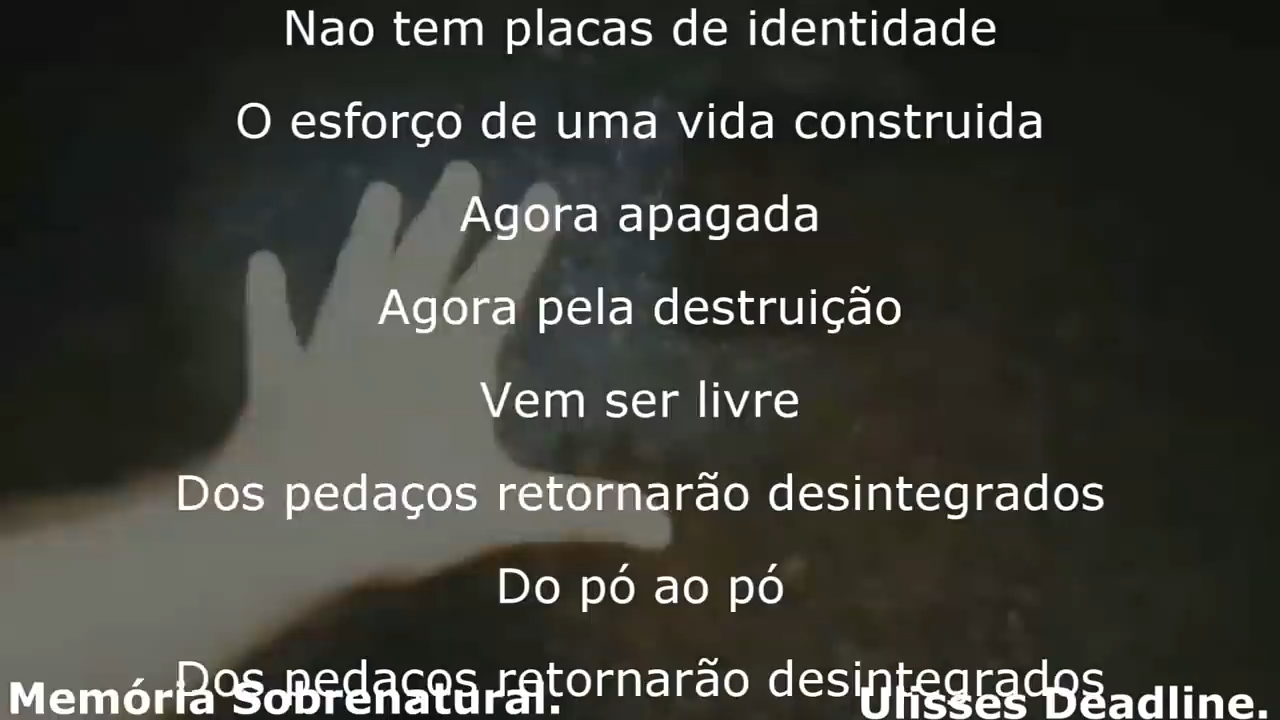 Nao tem placas de identidade
O esforço de uma vida construida
Agora apagada
Agora pela destruição
Vem ser livre
Dos pedaços retornarão desintegrados
Do pó ao pó
Dos pedaços retornarão desintegrados
Memória Sobrenatural.
Ulisses Deadline.